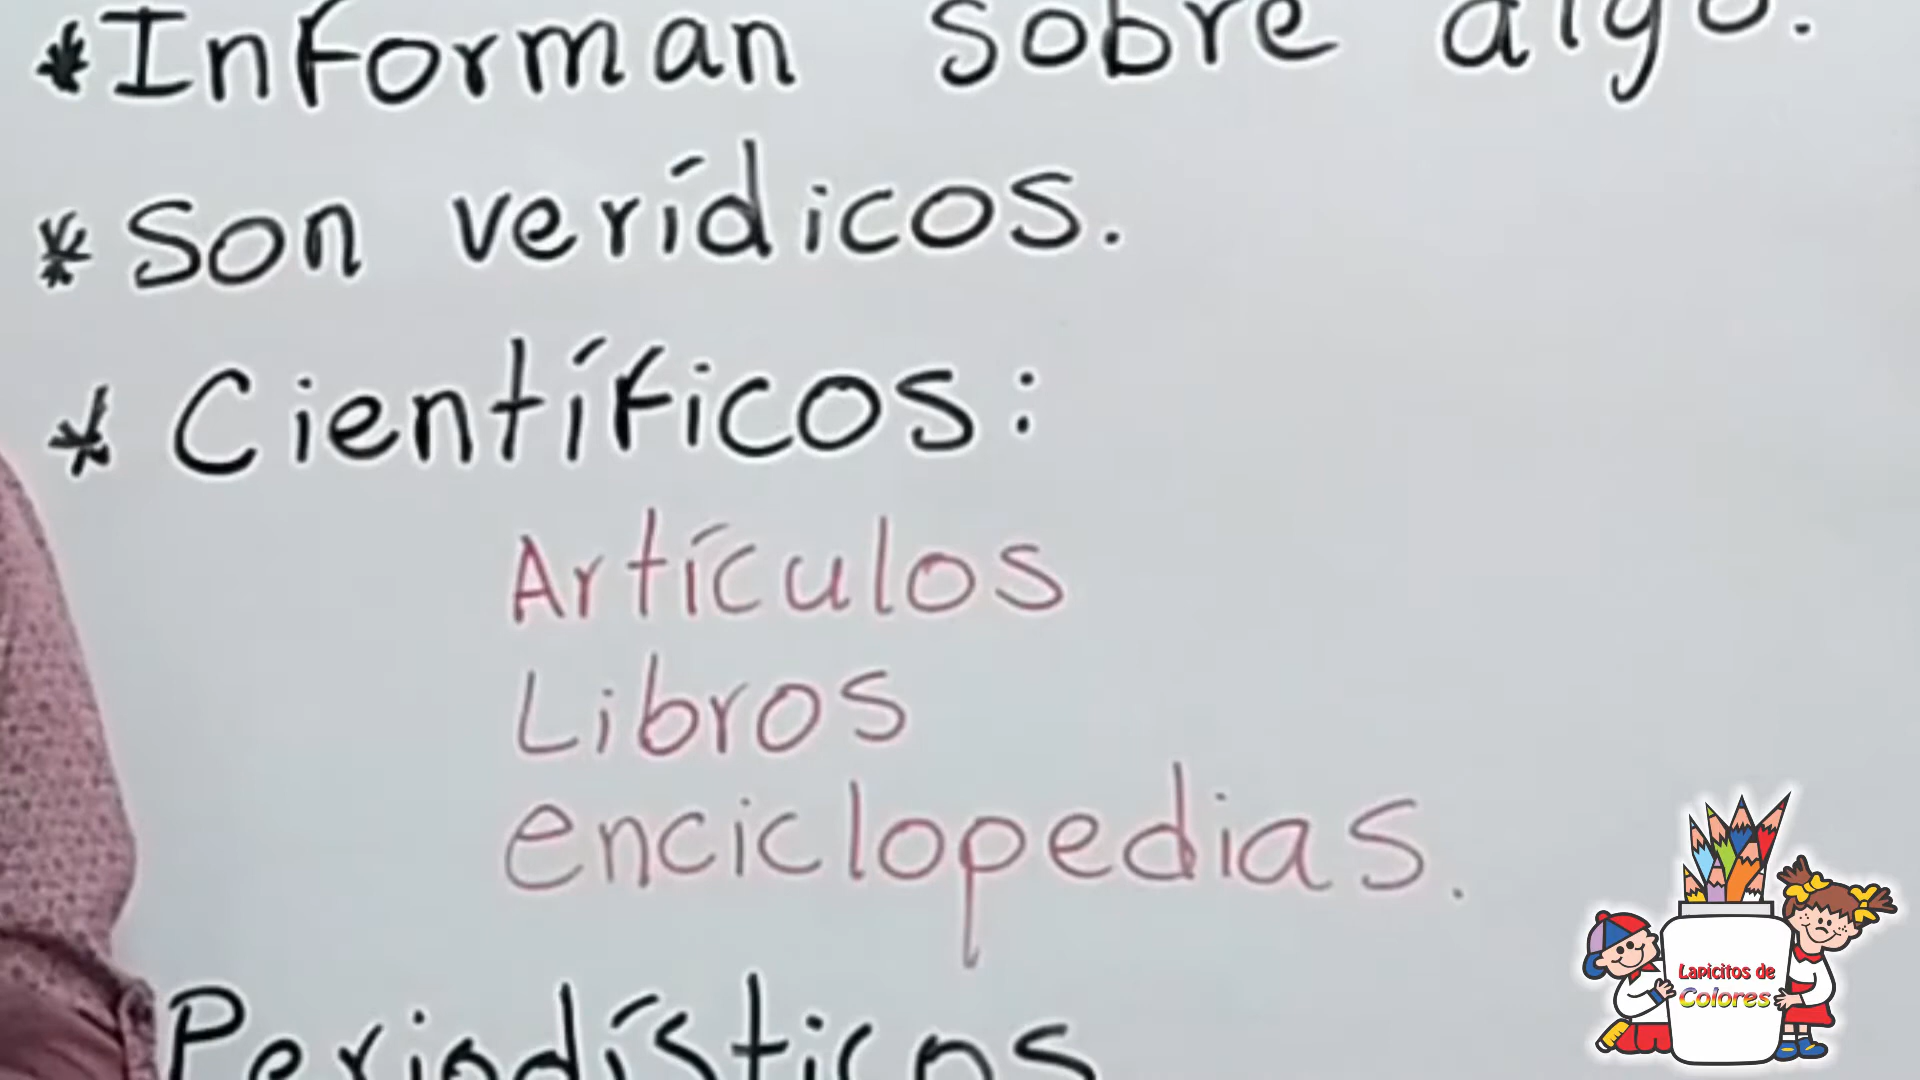 *Informan sobre algo.
*Son verídicos.
* Científicos:
Artículos
Libros
enciclopedias.
Periodísticos
Lapicitos de
Colores